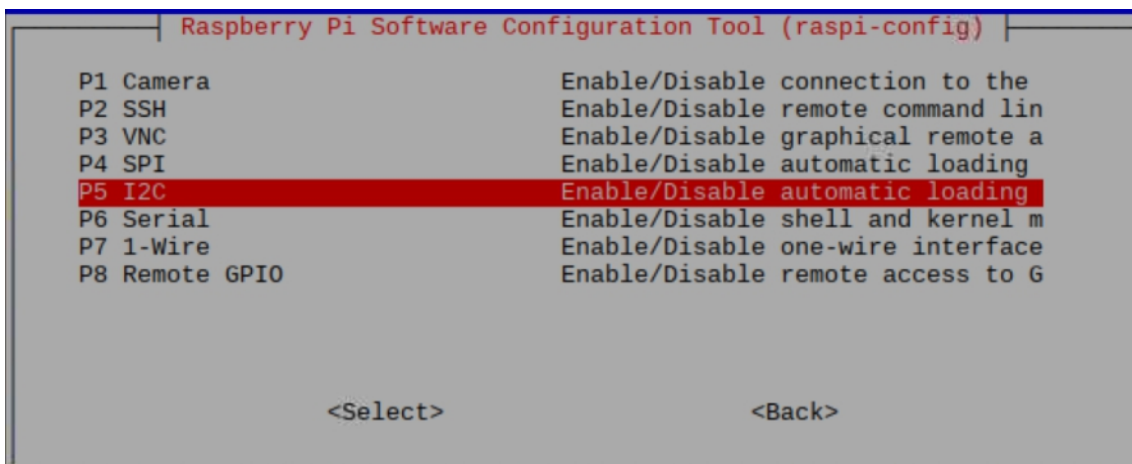 Raspberry Pi Software Configuration Tool (raspi-config)
P1 Camera Enable/Disable connection to the
P2 SSH Enable/Disable remote command lin
P3 VNC Enable/Disable graphical remote a
P4 SPI Enable/Disable automatic loading
P5 I2C Enable/Disable automatic loading
P6 Serial Enable/Disable shell and kernel m
P7 1-Wire Enable/Disable one-wire interface
P8 Remote GPIO Enable/Disable remote access to G
<Select> <Back>